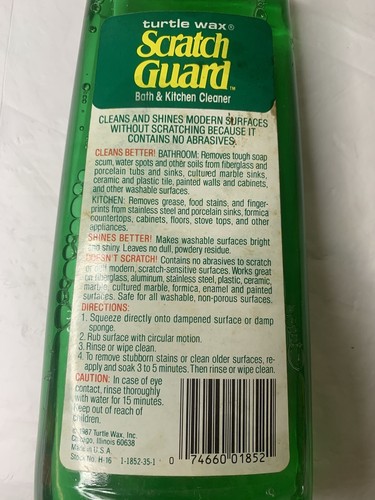 turtle wax®
Scratch
Guard™
Bath & Kitchen Cleaner
CLEANS AND SHINES MODERN SURFACES
WITHOUT SCRATCHING BECAUSE IT
CONTAINS NO ABRASIVES.
CLEANS BETTER! BATHROOM: Removes tough soap
scum, water spots and other soils from fiberglass and
porcelain tubs and sinks, cultured marble sinks,
ceramic and plastic tile, painted walls and cabinets,
and other washable surfaces.
KITCHEN: Removes grease, food stains, and finger-
prints from stainless steel and porcelain sinks, formica
countertops, cabinets, floors, stove tops, and other
appliances.
SHINES BETTER! Makes washable surfaces bright
and shiny. Leaves no dull, powdery residue.
DOESN'T SCRATCH! Contains no abrasives to scratch
or dull modern, scratch-sensitive surfaces. Works great
on fiberglass, aluminum, stainless steel, plastic, ceramic,
marble, cultured marble, formica, enamel and painted
surfaces. Safe for all washable, non-porous surfaces.
DIRECTIONS:
1. Squeeze directly onto dampened surface or damp
sponge.
2. Rub surface with circular motion.
3. Rinse or wipe clean.
4. To remove stubborn stains or clean older surfaces, re-
apply and soak 3 to 5 minutes. Then rinse or wipe clean.
CAUTION: In case of eye
contact, rinse thoroughly
with water for 15 minutes.
Keep out of reach of
children.
© 1987 Turtle Wax, Inc.
Chicago, Illinois 60638
Made in U.S.A.
Stock No. H-16 1-1852-35-1
0 74660 01852